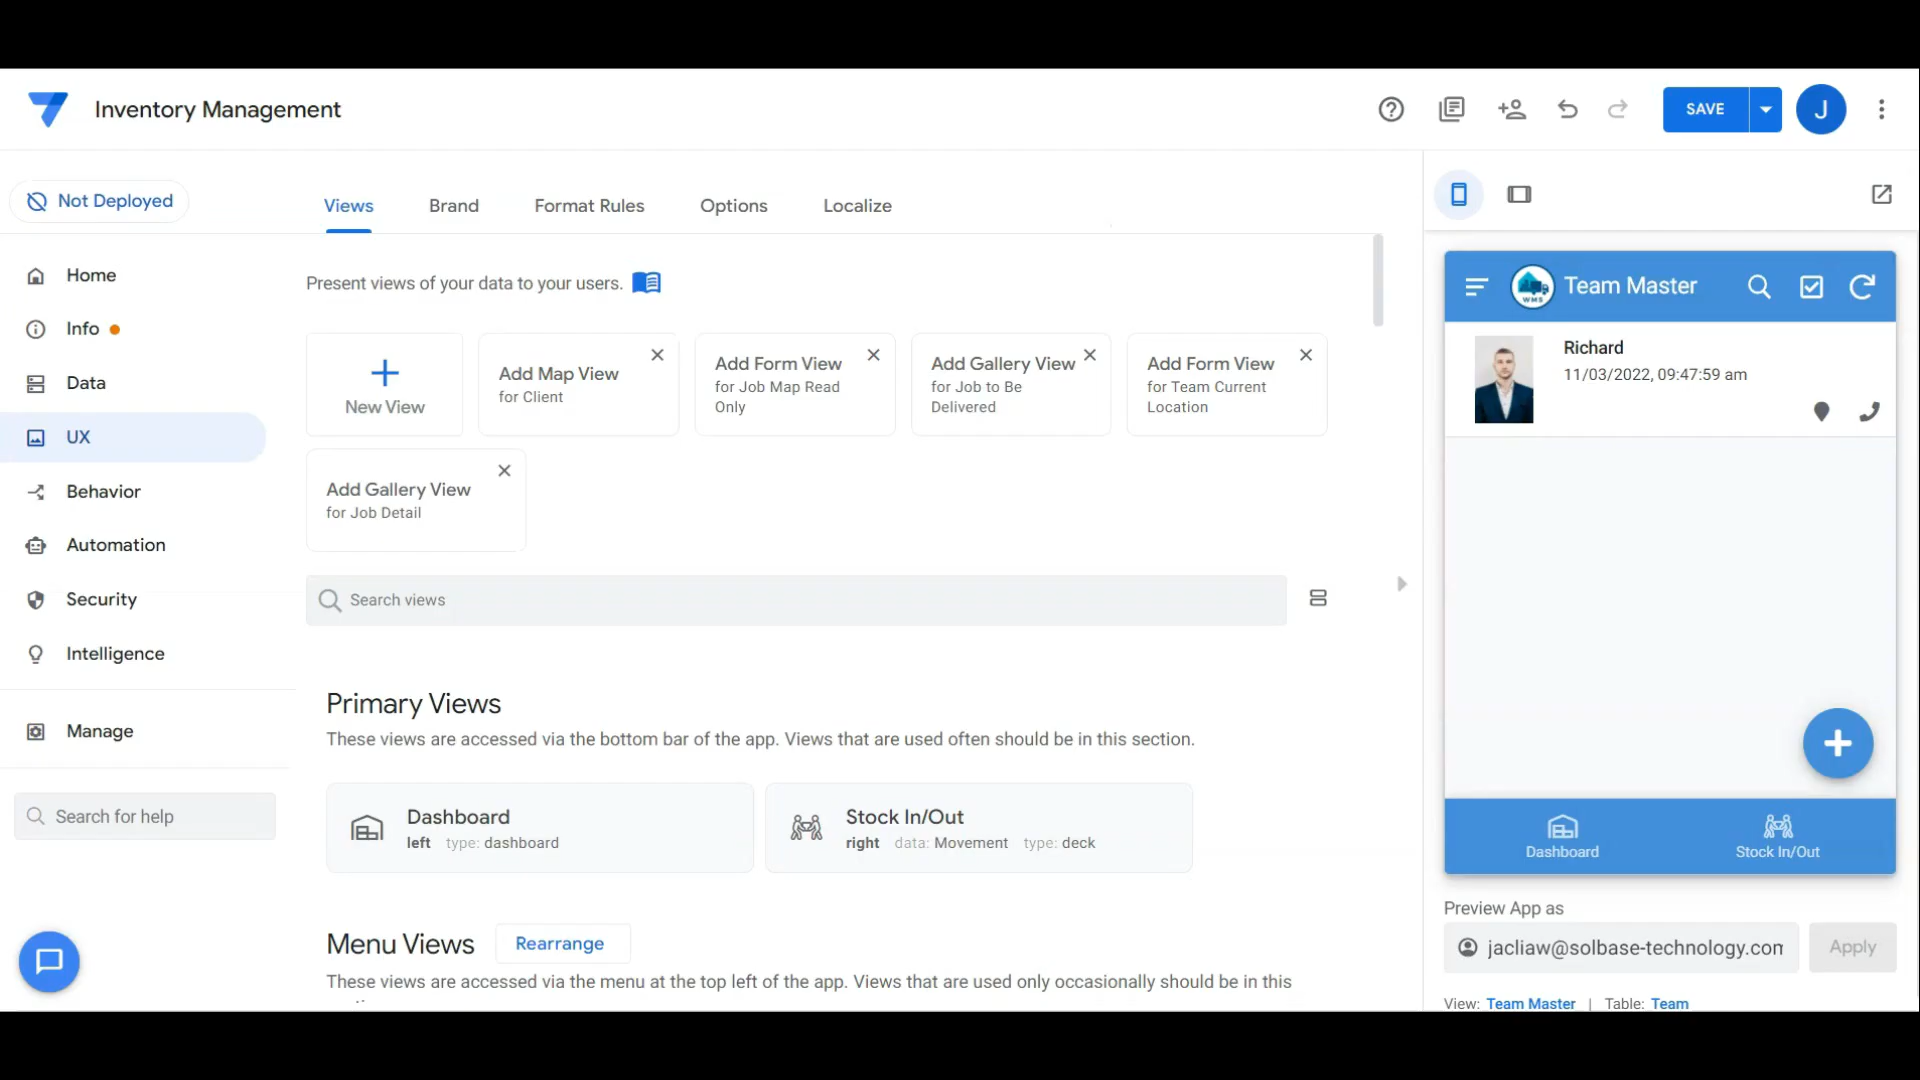 Inventory Management
SAVE
J
Not Deployed
Views
Brand
Format Rules
Options
Localize
Home
Info
Data
UX
Behavior
Automation
Security
Intelligence
Manage
Search for help
Present views of your data to your users.
New View
Add Map View
for Client
Add Form View
for Job Map Read
Only
Add Gallery View
for Job to Be
Delivered
Add Form View
for Team Current
Location
Add Gallery View
for Job Detail
Search views
Primary Views
These views are accessed via the bottom bar of the app. Views that are used often should be in this section.
Dashboard
left type: dashboard
Stock In/Out
right data: Movement type: deck
Menu Views
Rearrange
These views are accessed via the menu at the top left of the app. Views that are used only occasionally should be in this
WMS
Team Master
Richard
11/03/2022, 09:47:59 am
Dashboard
Stock In/Out
Preview App as
jacliaw@solbase-technology.com
Apply
View: Team Master | Table: Team